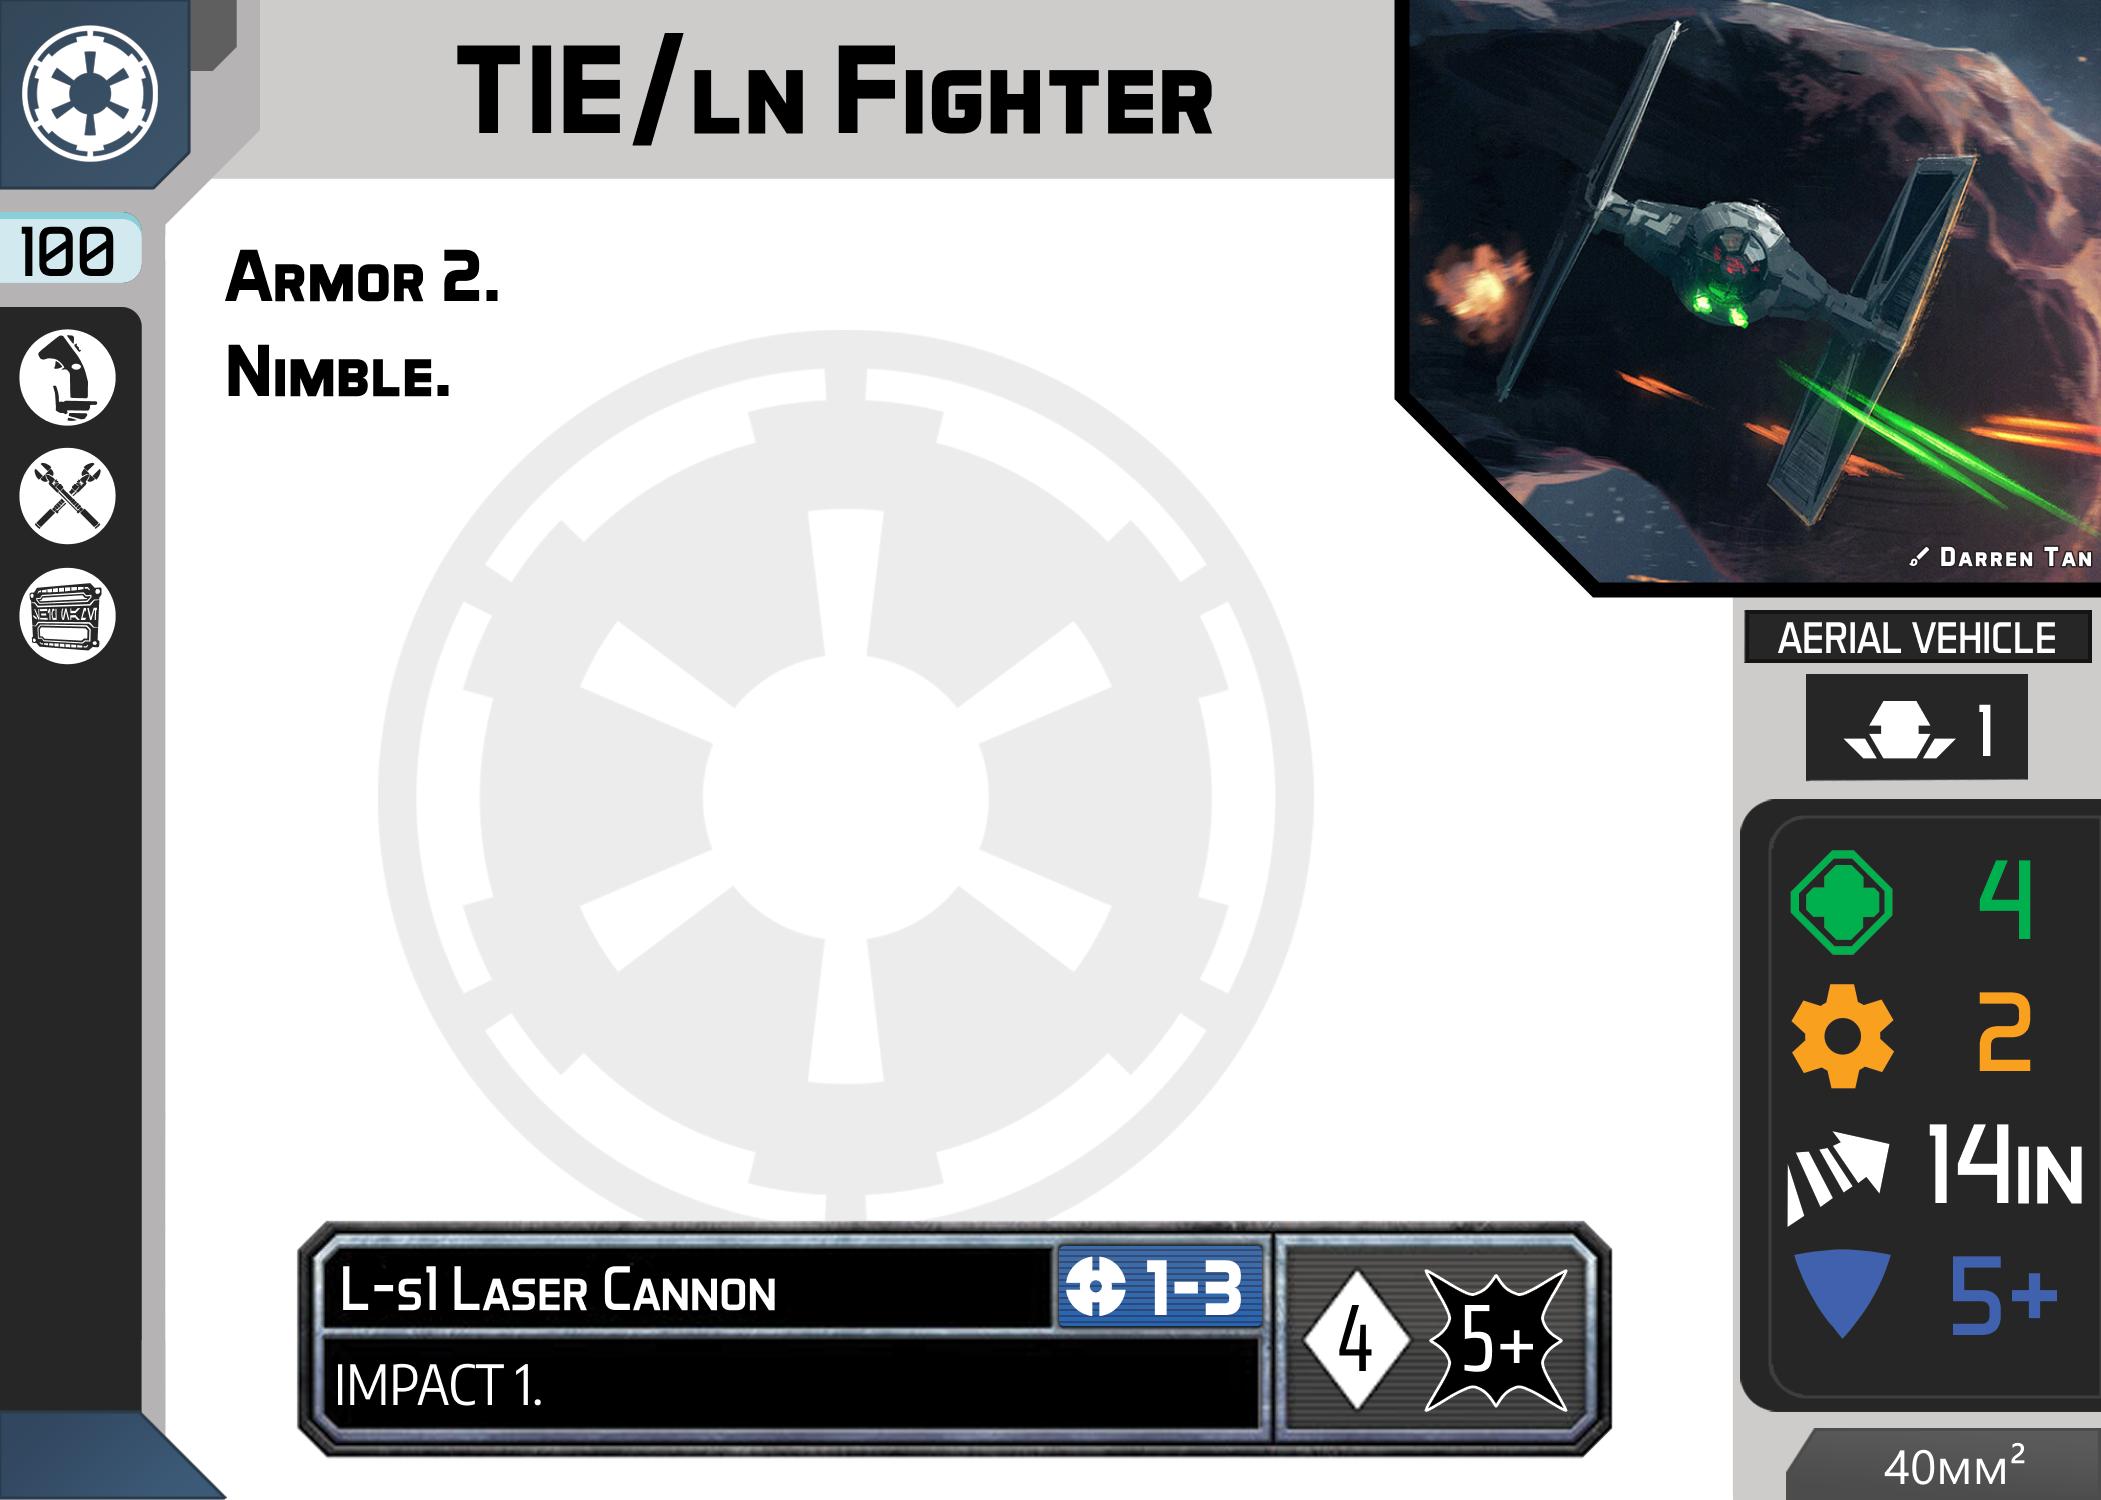 TIE/LN FIGHTER
100
ARMOR 2.
NIMBLE.
DARREN TAN
AERIAL VEHICLE
1
4
2
14IN
5+
L-S1 LASER CANNON
1-3
IMPACT 1.
4
5+
40MM²